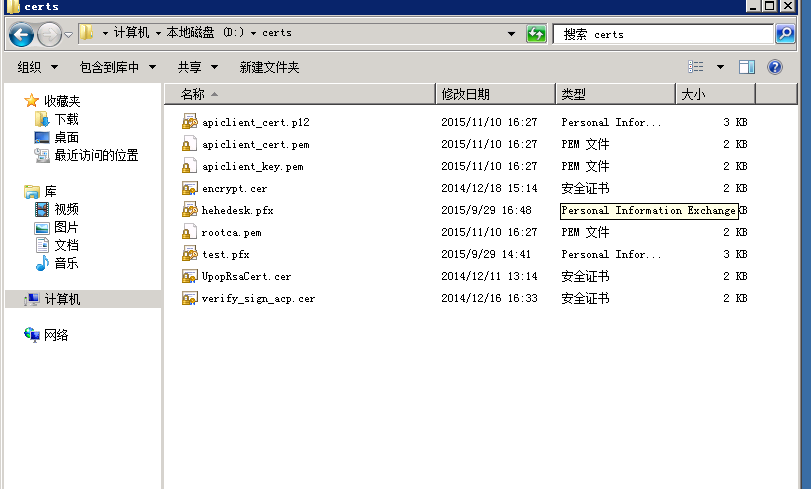 certs
计算机 本地磁盘 (D:) certs
搜索 certs
组织 包含到库中 共享 新建文件夹
收藏夹
下载
桌面
最近访问的位置
库
视频
图片
文档
音乐
计算机
网络
名称 修改日期 类型 大小
apiclient_cert.p12 2015/11/10 16:27 Personal Infor... 3 KB
apiclient_cert.pem 2015/11/10 16:27 PEM 文件 2 KB
apiclient_key.pem 2015/11/10 16:27 PEM 文件 2 KB
encrypt.cer 2014/12/18 15:14 安全证书 2 KB
hehedesk.pfx 2015/9/29 16:48 Personal Information Exchange KB
rootca.pem 2015/11/10 16:27 PEM 文件 2 KB
test.pfx 2015/9/29 14:41 Personal Infor... 3 KB
UpopRsaCert.cer 2014/12/11 13:14 安全证书 2 KB
verify_sign_acp.cer 2014/12/16 16:33 安全证书 2 KB